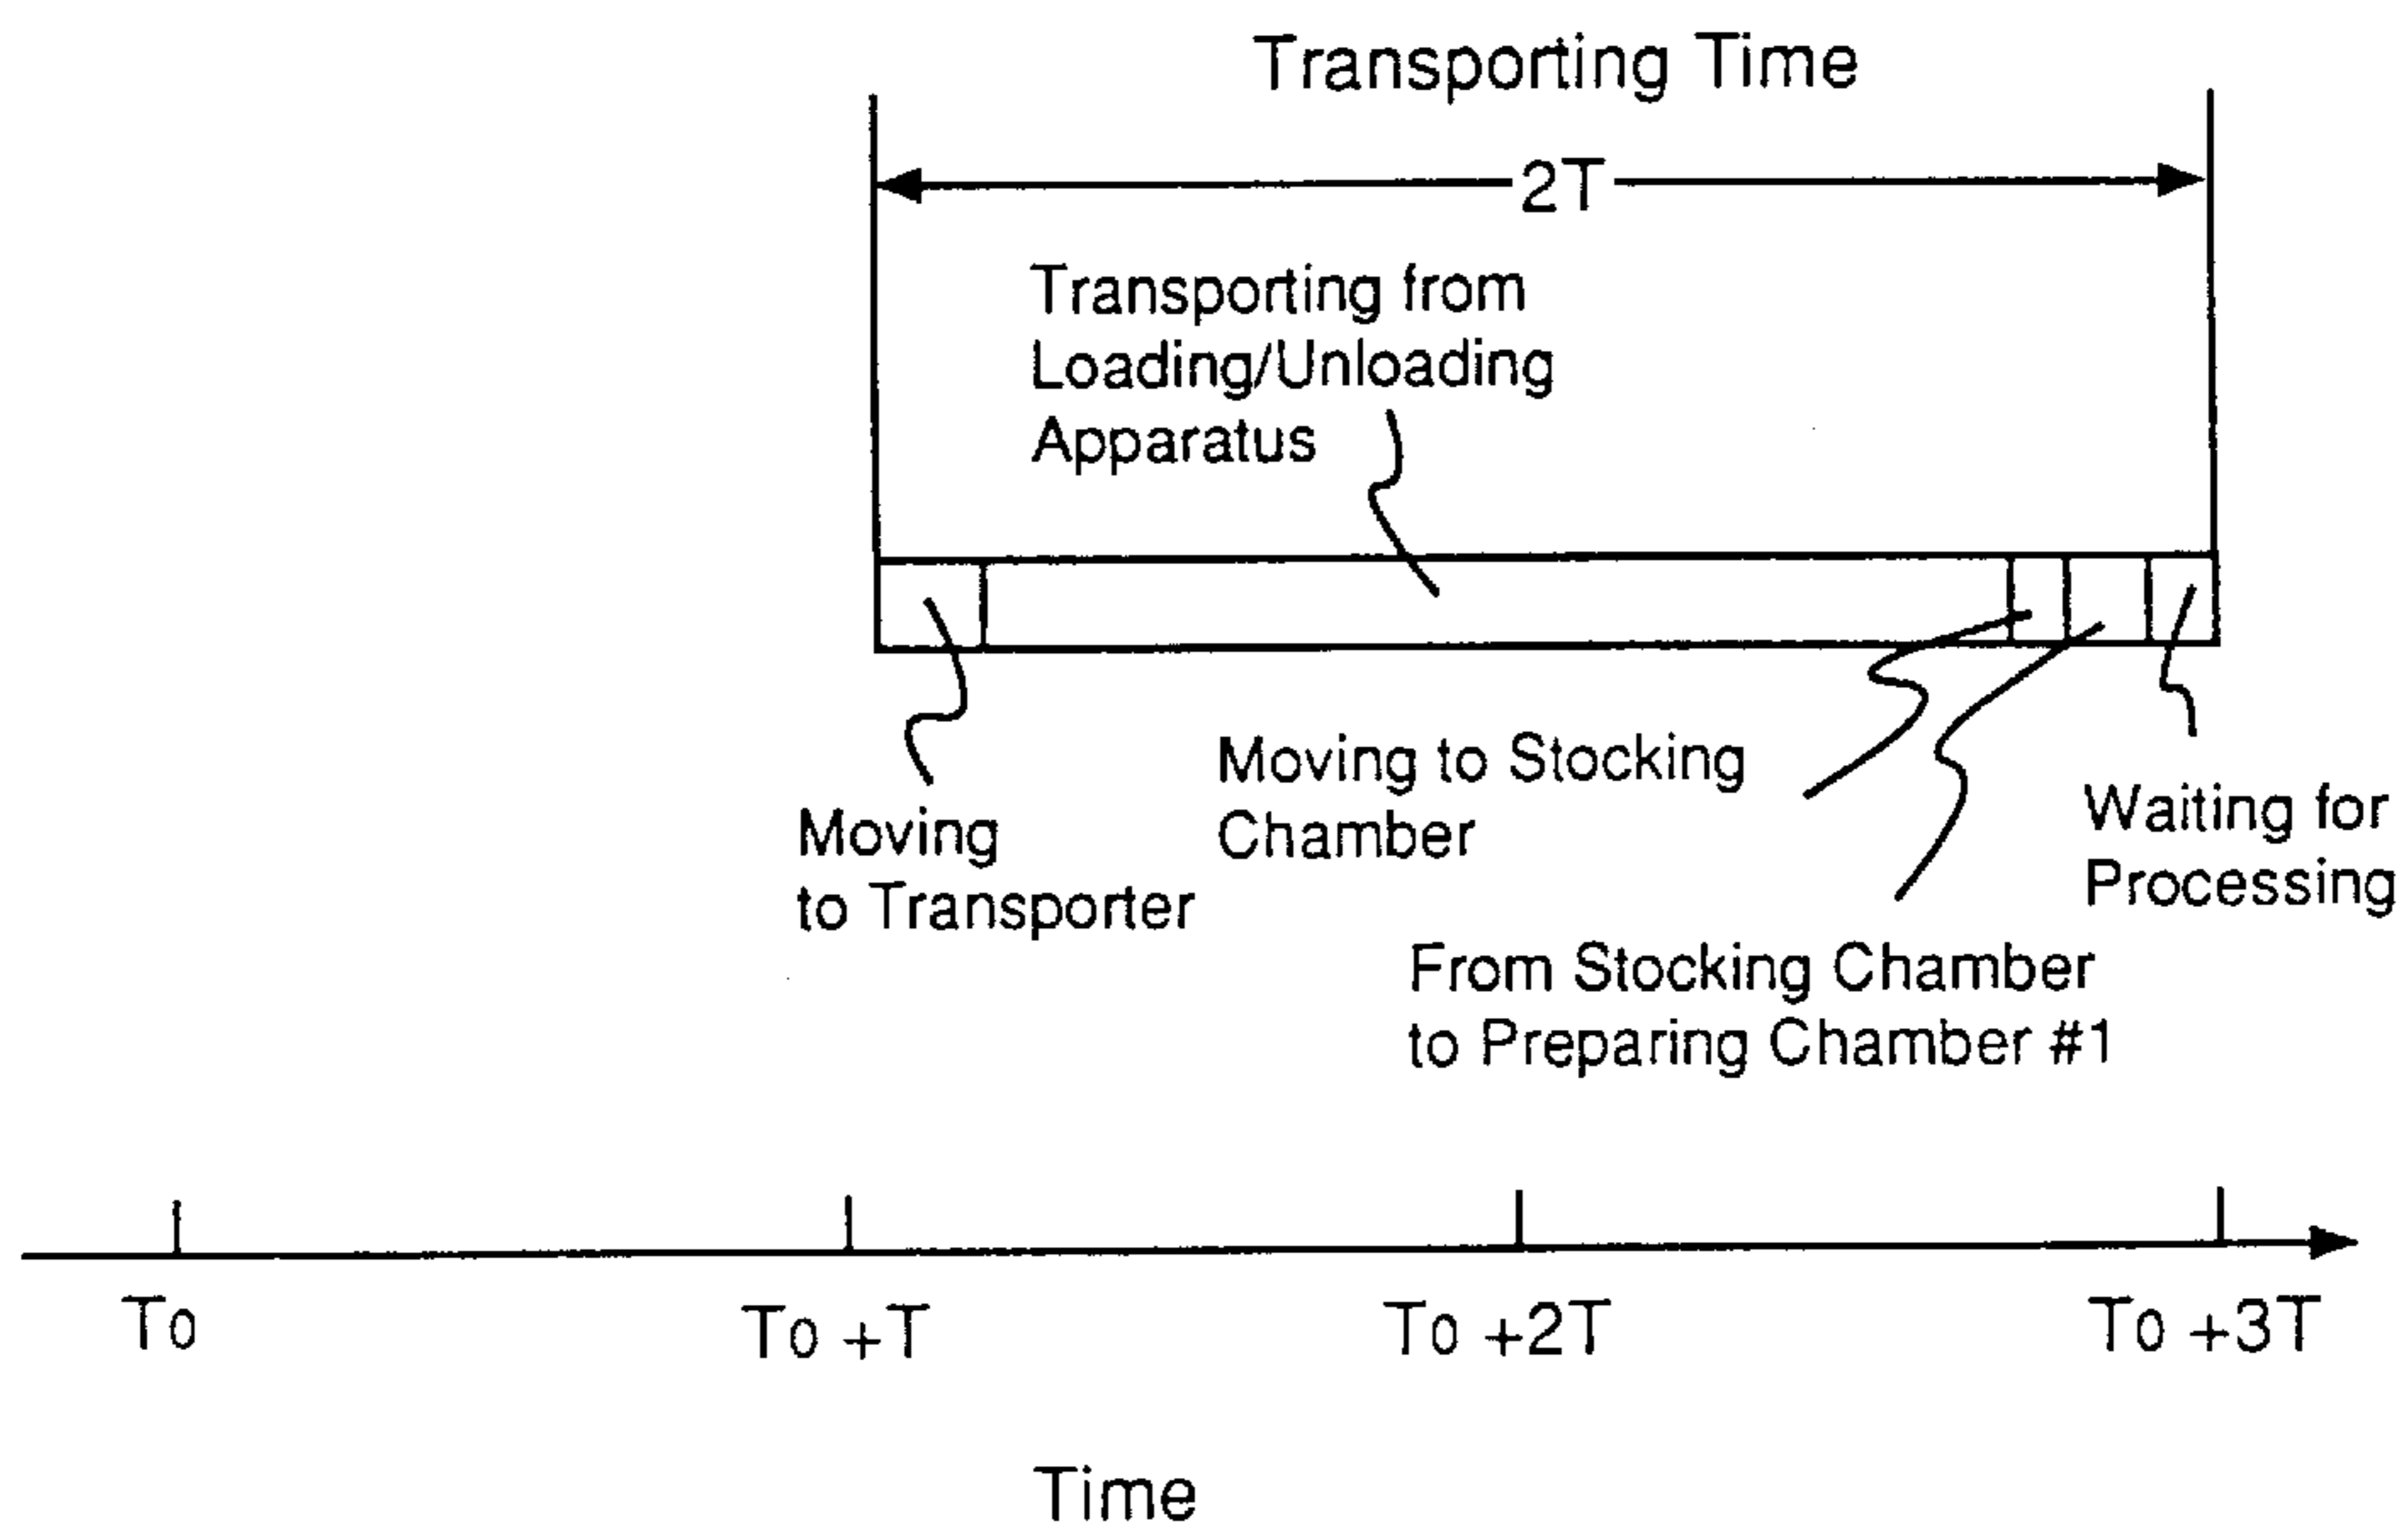 Transporting Time
2T
Transporting from
Loading/Unloading
Apparatus
Moving
to Transporter
Moving to Stocking
Chamber
From Stocking Chamber
to Preparing Chamber #1
Waiting for
Processing
To
To +T
To +2T
To +3T
Time